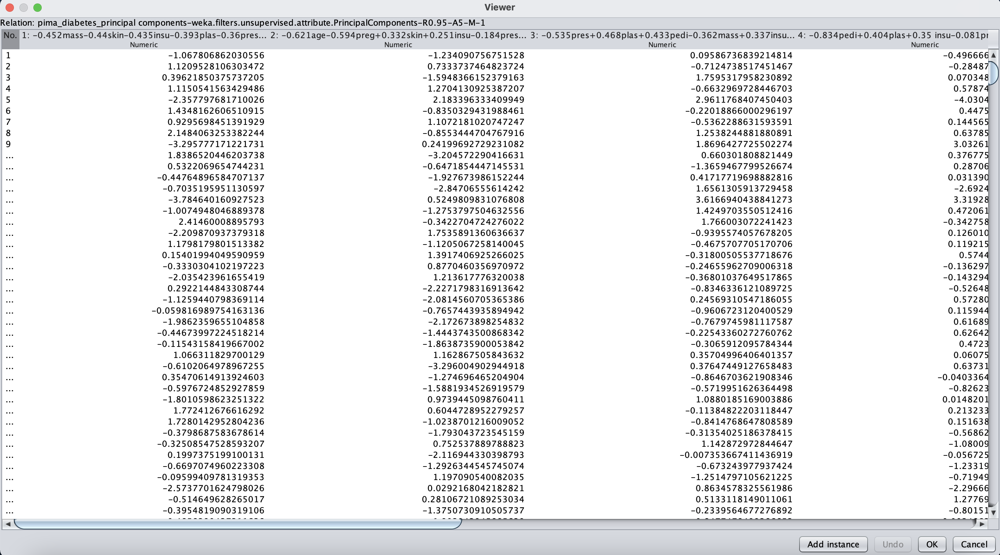 Viewer
Relation: pima_diabetes_principal components-weka.filters.unsupervised.attribute.PrincipalComponents-R0.95-A5-M-1
No. 1: -0.452mass-0.44skin-0.435insu-0.393plas-0.36pres... 2: -0.621age-0.594preg+0.332skin+0.251insu-0.184pres... 3: -0.535pres+0.468plas+0.433pedi-0.362mass+0.337insu... 4: -0.834pedi+0.404plas+0.35 insu-0.081pr
Numeric Numeric Numeric Numeric
1 -1.067806862030556 -1.234090756751528 0.09586736839214814 -0.496666
2 1.1209528106303472 0.7333737464823724 -0.7124738517451467 -0.28487
3 0.39621850375737205 -1.5948366152379163 1.7595317958230892 0.070348
4 1.1150541563429486 1.2704130925387207 -0.66329697284467​03 0.57874
5 -2.357797681710026 2.183396333409949 2.9611768407450403 -4.0304
6 1.4348162606510915 -0.8350329431988461 -0.22018866000296197 0.4475
7 0.9295698451391929 1.1072181020747247 -0.5362288631593591 0.144565
8 2.1484063253382244 -0.8553444704767916 1.2538244881880891 0.63785
9 -3.295777171221731 0.24199692729231082 1.8696427725502274 3.03261
... 1.8386520446203738 -3.204572290416631 0.660301808821449 0.376775
... 0.5322069654744231 -0.6471854447145531 -1.3659467799526674 0.28706
... -0.44764896584707137 -1.927673986152244 0.41717719698882816 0.031390
... -0.7035195951130597 -2.84706555614242 1.6561305913729458 -2.6924
... -3.784640160927523 0.5249809831076808 3.6166940438841273 3.31928
... -1.0074948046889378 -1.2753797504632556 1.4249703550512416 0.472061
... 2.41460008895793 -0.3422704724276022 1.766003072241423 -0.342758
... -2.209870937379318 1.7535891360636637 -0.9395574057678205 0.126010
... 1.1798179801513382 -1.1205067258140045 -0.4675707705170706 0.119215
... 0.15401994049590959 1.3917406925266025 -0.31800505537718676 0.5744
... -0.3330304102197223 0.8770460356970972 -0.24655962709006318 -0.136297
... -2.035423961655419 1.213617776320038 -0.36801037649517865 -0.143294
... 0.2922144843308744 -2.2271798316913642 -0.8346336121089725 -0.52648
... -1.1259440798369114 -2.0814560705365386 0.24569310547186055 0.57280
... -0.059816989754163136 -0.7657443935894942 -0.9606723120400529 0.115944
... -1.9862359655104858 -2.172673898254832 -0.76797459811175​87 0.61689
... -0.44673997224518214 -1.4443743500868342 -0.22543360272760762 0.62642
... -0.11543158419667002 -1.8638735900053842 -0.306591209578434​4 0.4723
... 1.066311829700129 1.162867505843632 0.35704996406401357 0.06075
... -0.6102064978967255 -3.296004902944918 0.37647449127658483 0.63731
... 0.35470614913924603 -1.274696465204904 -0.8646703621908346 -0.0403364
... -0.5976724852927859 -1.5881934526919579 -0.5719951626364498 -0.82623
... -1.8010598623251322 0.9739445098760411 1.0880185169003886 0.0148201
... 1.772412676616292 0.6044728952279257 -0.11384822203118447 0.213233
... 1.7280142952804236 -1.0238701216009052 -0.8414768647808589 0.151638
... -0.3798687583678614 -1.793043723545159 -0.31354025186378415 -0.56862
... -0.32508547528593207 0.752537889788823 1.142872972844647 -1.08009
... 0.1997375199100131 -2.116944330398793 -0.007353667411436919 -0.056725
... -0.6697074960223308 -1.2926344545745074 -0.673243977937424 -1.23319
... -0.09599409781319353 1.197090540082035 -1.2514797105621225 -0.71949
... -2.5737701624798026 0.0292168042182821 0.8634578325561986 -2.29666
... -0.514649628265017 0.28106721089253034 0.5133118149011061 1.27769
... -0.3954819090319106 -1.3750730910505737 -0.2339564677276892 -0.80151
Add instance Undo OK Cancel